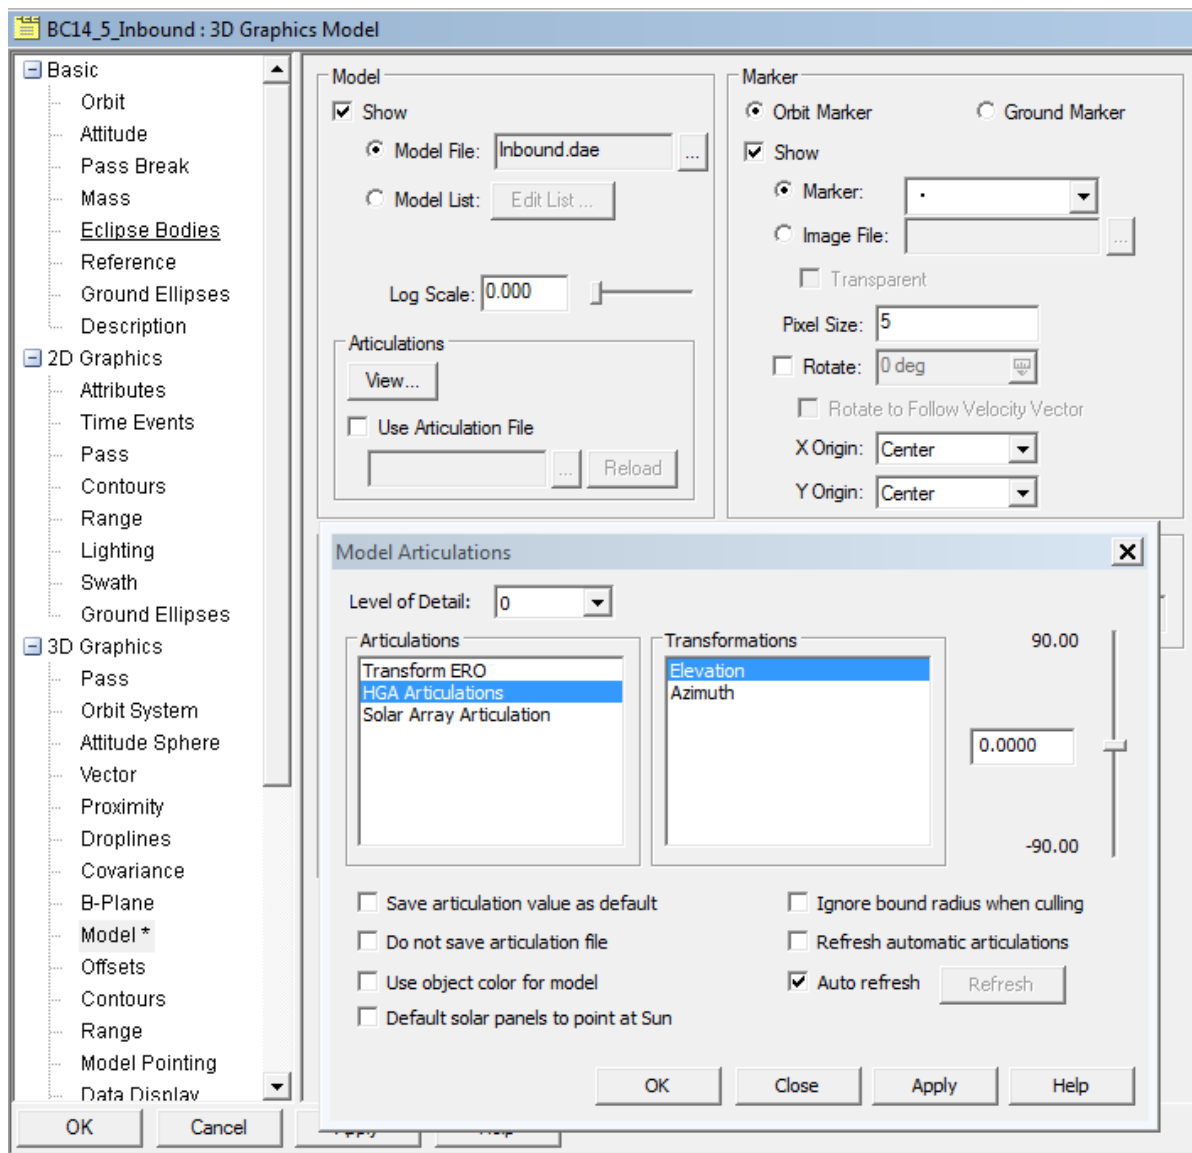 BC14_5_Inbound : 3D Graphics Model
Basic
Orbit
Attitude
Pass Break
Mass
Eclipse Bodies
Reference
Ground Ellipses
Description
2D Graphics
Attributes
Time Events
Pass
Contours
Range
Lighting
Swath
Ground Ellipses
3D Graphics
Pass
Orbit System
Attitude Sphere
Vector
Proximity
Droplines
Covariance
B-Plane
Model *
Offsets
Contours
Range
Model Pointing
Data Display
Model
Show
Model File: Inbound.dae ...
Model List: Edit List ...
Log Scale: 0.000
Articulations
View...
Use Articulation File
... Reload
Marker
Orbit Marker Ground Marker
Show
Marker:
Image File: ...
Transparent
Pixel Size: 5
Rotate: 0 deg
Rotate to Follow Velocity Vector
X Origin: Center
Y Origin: Center
Model Articulations
Level of Detail: 0
Articulations
Transform ERO
HGA Articulations
Solar Array Articulation
Transformations
Elevation
Azimuth
90.00
0.0000
-90.00
Save articulation value as default
Do not save articulation file
Use object color for model
Default solar panels to point at Sun
Ignore bound radius when culling
Refresh automatic articulations
Auto refresh Refresh
OK Close Apply Help
OK Cancel Apply Help